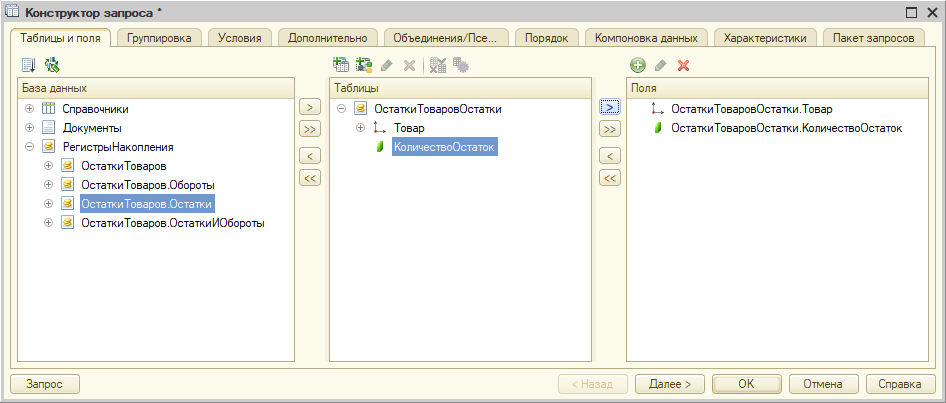 Конструктор запроса *
Таблицы и поля
Группировка
Условия
Дополнительно
Объединения/Псе...
Порядок
Компоновка данных
Характеристики
Пакет запросов
База данных
Справочники
Документы
РегистрыНакопления
ОстаткиТоваров
ОстаткиТоваров.Обороты
ОстаткиТоваров.Остатки
ОстаткиТоваров.ОстаткиИОбороты
>
>>
<
<<
Таблицы
ОстаткиТоваровОстатки
Товар
КоличествоОстаток
>
>>
<
<<
Поля
ОстаткиТоваровОстатки.Товар
ОстаткиТоваровОстатки.КоличествоОстаток
Запрос
< Назад
Далее >
OK
Отмена
Справка